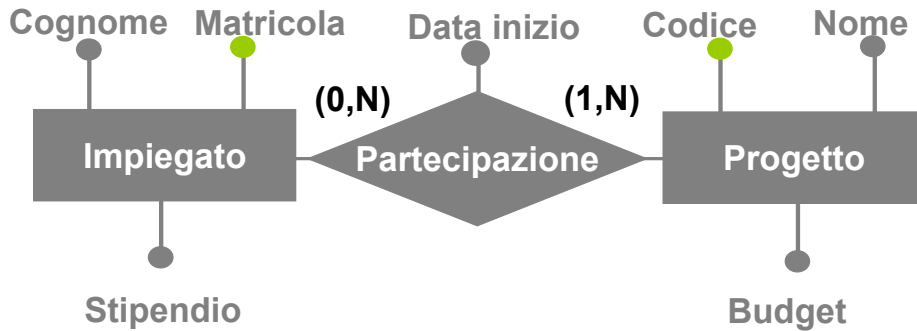 Cognome Matricola Data inizio Codice Nome
(0,N) (1,N)
Impiegato Partecipazione Progetto
Stipendio Budget